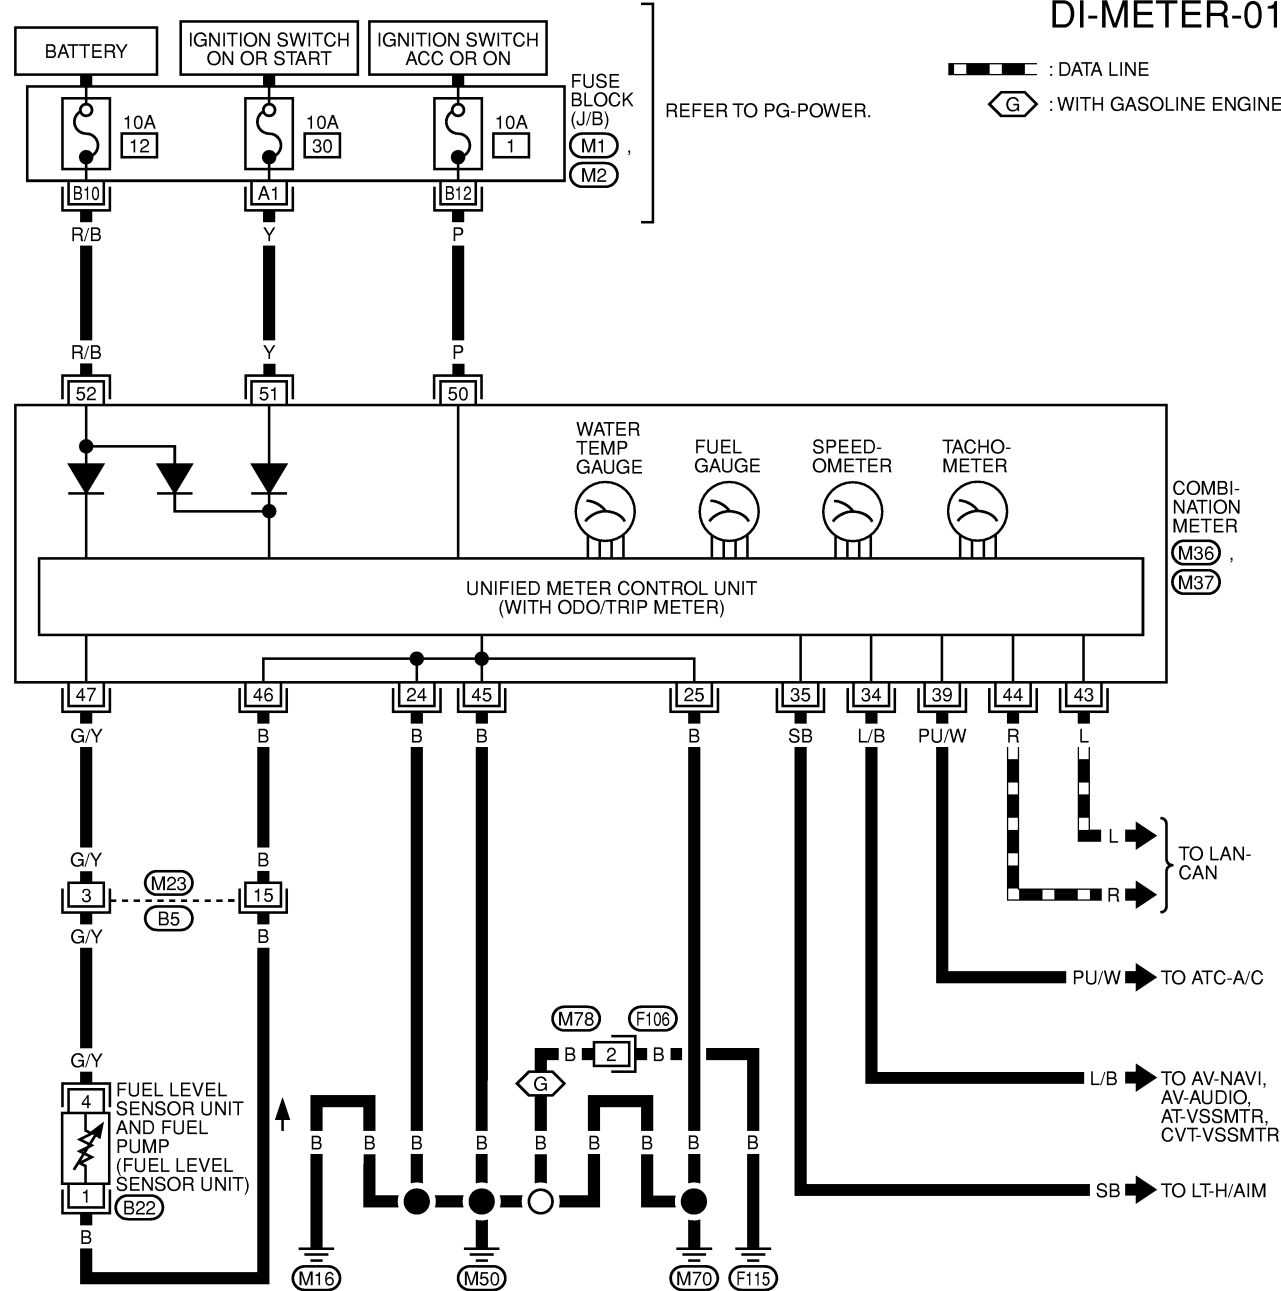 DI-METER-01
BATTERY
IGNITION SWITCH
ON OR START
IGNITION SWITCH
ACC OR ON
: DATA LINE
G : WITH GASOLINE ENGINE
FUSE
BLOCK
(J/B)
M1 ,
M2
REFER TO PG-POWER.
10A
12
10A
30
10A
1
B10 A1 B12
R/B Y P
R/B Y P
52 51 50
WATER
TEMP
GAUGE
FUEL
GAUGE
SPEED-
OMETER
TACHO-
METER
COMBI-
NATION
METER
M36 ,
M37
UNIFIED METER CONTROL UNIT
(WITH ODO/TRIP METER)
47 46 24 45 25 35 34 39 44 43
G/Y B B B B SB L/B PU/W R L
L
TO LAN-
CAN
R
G/Y B
3 M23 15
B5
G/Y B
PU/W TO ATC-A/C
M78 F106
B 2 B
G
G/Y
4
FUEL LEVEL
SENSOR UNIT
AND FUEL
PUMP
(FUEL LEVEL
SENSOR UNIT)
1
B22
B
L/B TO AV-NAVI,
AV-AUDIO,
AT-VSSMTR,
CVT-VSSMTR
B B B B B B B B B
SB TO LT-H/AIM
M16 M50 M70 F115